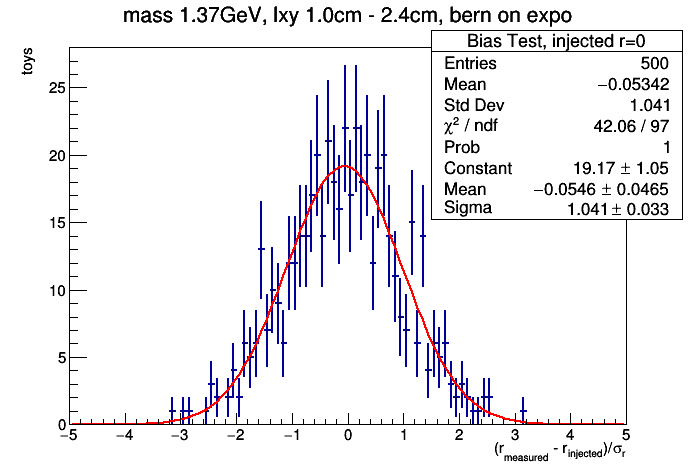 mass 1.37GeV, lxy 1.0cm - 2.4cm, bern on expo
Bias Test, injected r=0
Entries 500
Mean −0.05342
Std Dev 1.041
χ² / ndf 42.06 / 97
Prob 1
Constant 19.17 ± 1.05
Mean −0.0546 ± 0.0465
Sigma 1.041 ± 0.033
toys
25
20
15
10
5
0
−5 −4 −3 −2 −1 0 1 2 3 4 5
(r_measured - r_injected)/σ_r